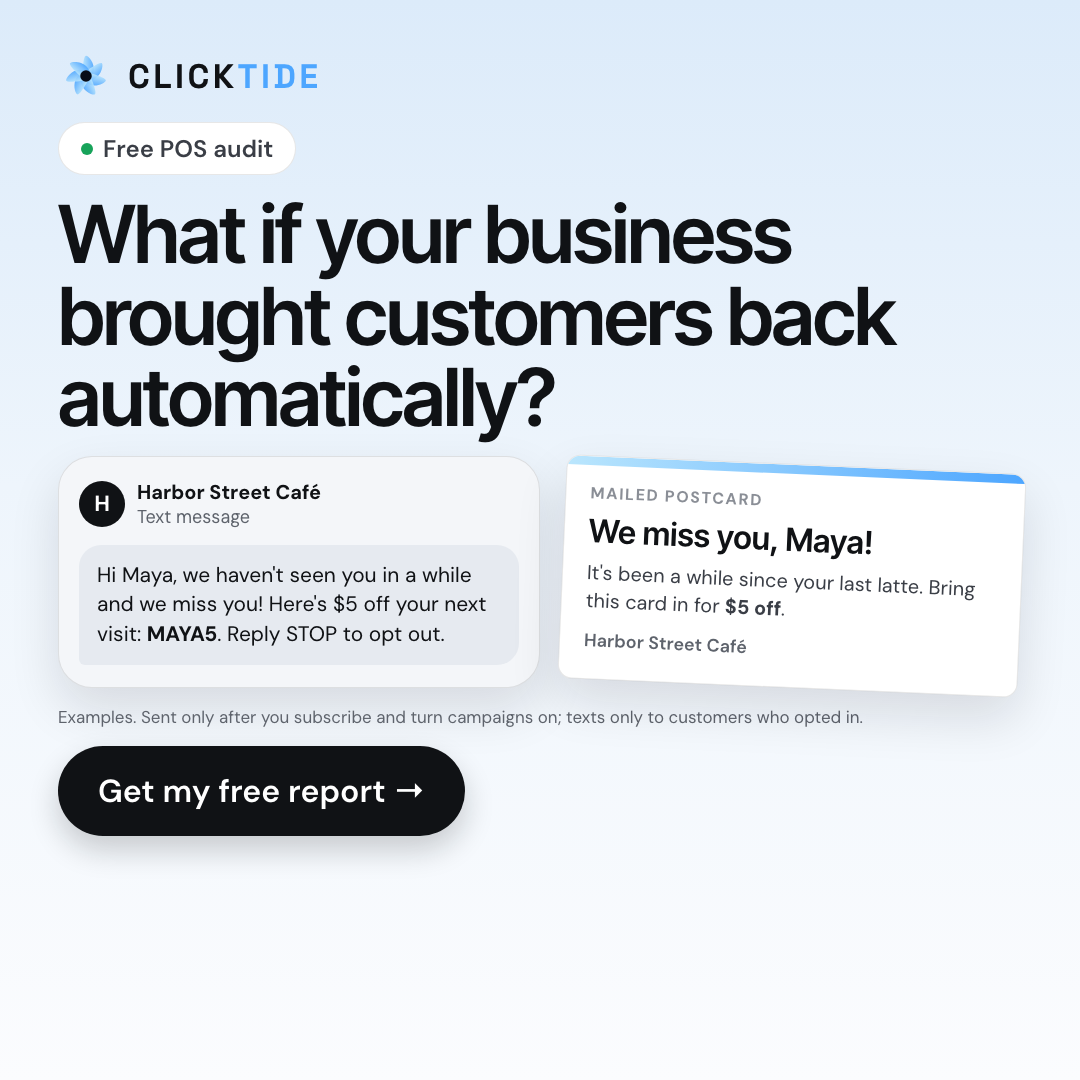 CLICKTIDE
Free POS audit
What if your business
brought customers back
automatically?
H
Harbor Street Café
Text message
Hi Maya, we haven't seen you in a while
and we miss you! Here's $5 off your next
visit: MAYA5. Reply STOP to opt out.
MAILED POSTCARD
We miss you, Maya!
It's been a while since your last latte. Bring
this card in for $5 off.
Harbor Street Café
Examples. Sent only after you subscribe and turn campaigns on; texts only to customers who opted in.
Get my free report →